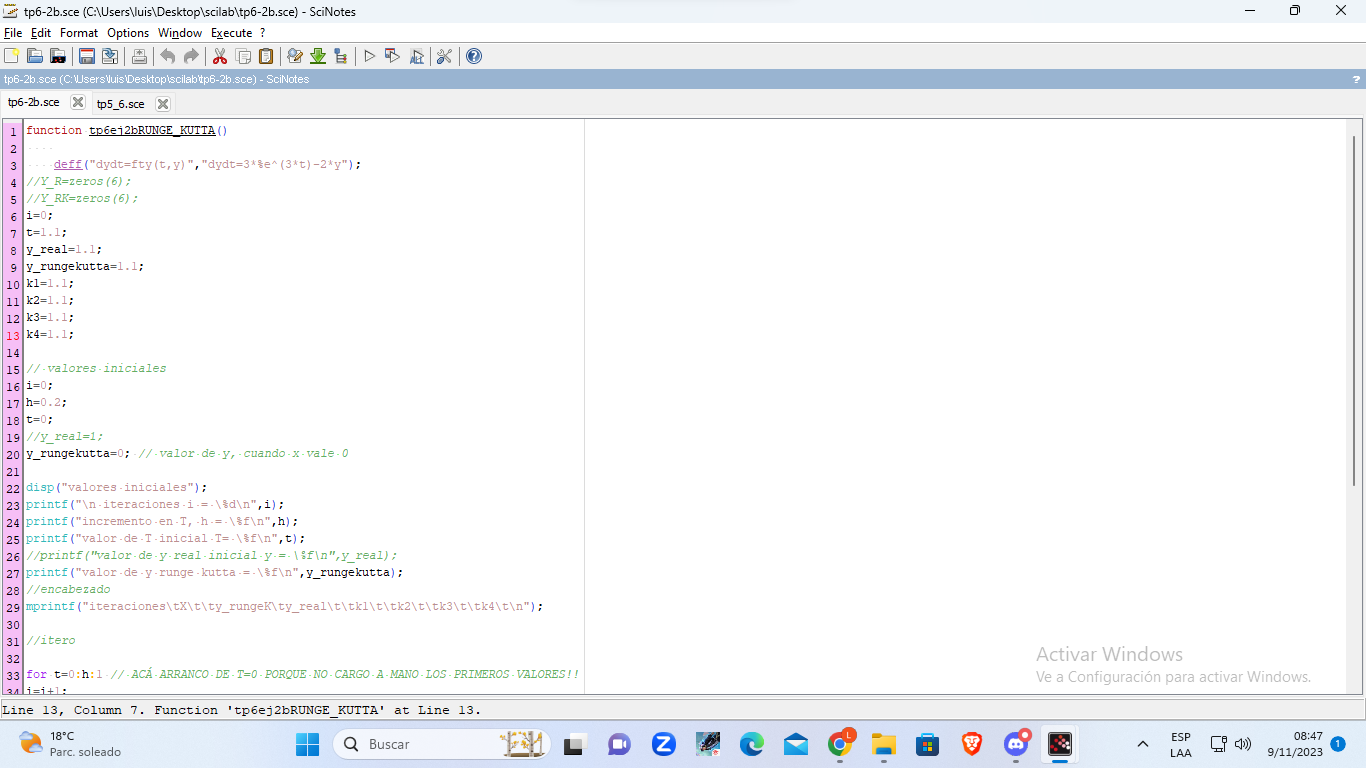 tp6-2b.sce (C:\Users\luis\Desktop\scilab\tp6-2b.sce) - SciNotes
File Edit Format Options Window Execute ?
tp6-2b.sce (C:\Users\luis\Desktop\scilab\tp6-2b.sce) - SciNotes ?
tp6-2b.sce tp5_6.sce
1 function tp6ej2bRUNGE_KUTTA()
2
3 deff("dydt=fty(t,y)","dydt=3*%e^(3*t)-2*y");
4 //Y_R=zeros(6);
5 //Y_RK=zeros(6);
6 i=0;
7 t=1.1;
8 y_real=1.1;
9 y_rungekutta=1.1;
10 k1=1.1;
11 k2=1.1;
12 k3=1.1;
13 k4=1.1;
14
15 // valores iniciales
16 i=0;
17 h=0.2;
18 t=0;
19 //y_real=1;
20 y_rungekutta=0; // valor de y, cuando x vale 0
21
22 disp("valores iniciales");
23 printf("\n iteraciones i = \%d\n",i);
24 printf("incremento en T, h = \%f\n",h);
25 printf("valor de T inicial T= \%f\n",t);
26 //printf("valor de y real inicial y = \%f\n",y_real);
27 printf("valor de y runge kutta = \%f\n",y_rungekutta);
28 //encabezado
29 mprintf("iteraciones\tX\t\ty_rungeK\ty_real\t\tk1\t\tk2\t\tk3\t\tk4\t\n");
30
31 //itero
32
33 for t=0:h:1 // ACÁ ARRANCO DE T=0 PORQUE NO CARGO A MANO LOS PRIMEROS VALORES!!
34 i=i+1;
Activar Windows
Ve a Configuración para activar Windows.
Line 13, Column 7. Function 'tp6ej2bRUNGE_KUTTA' at Line 13.
18°C
Parc. soleado
Buscar
L
ESP
LAA
08:47
9/11/2023
1